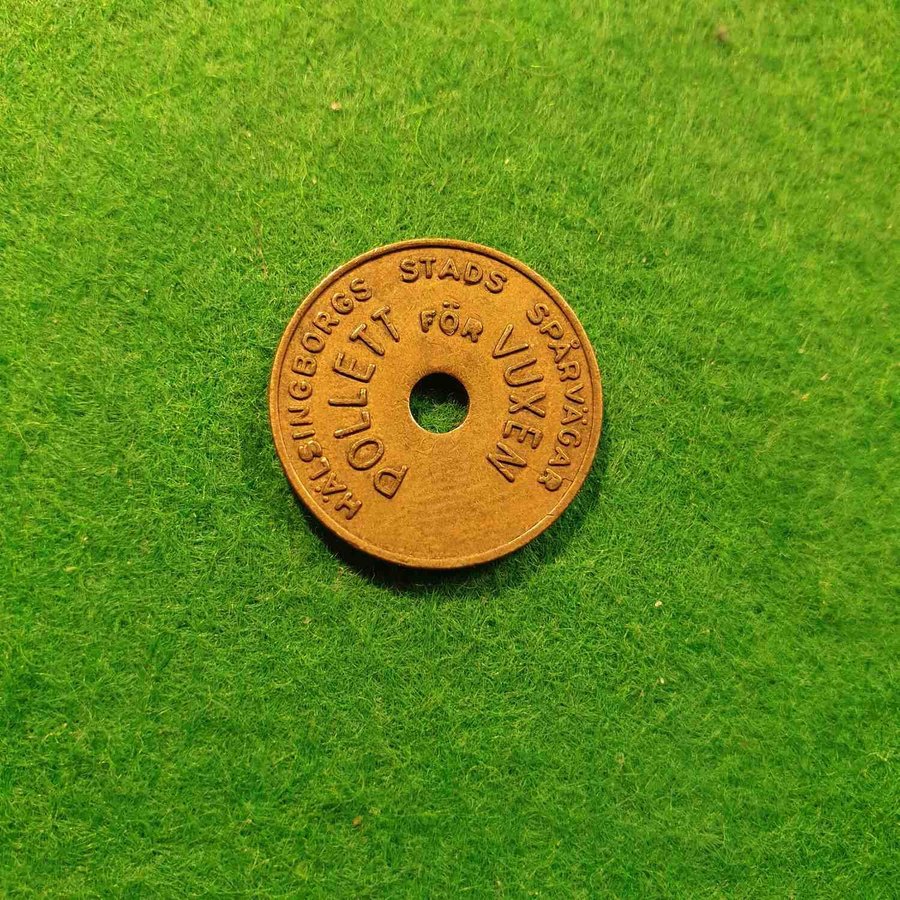 HÄLSINGBORGS STADS SPÅRVÄGAR
POLLETT FÖR VUXEN